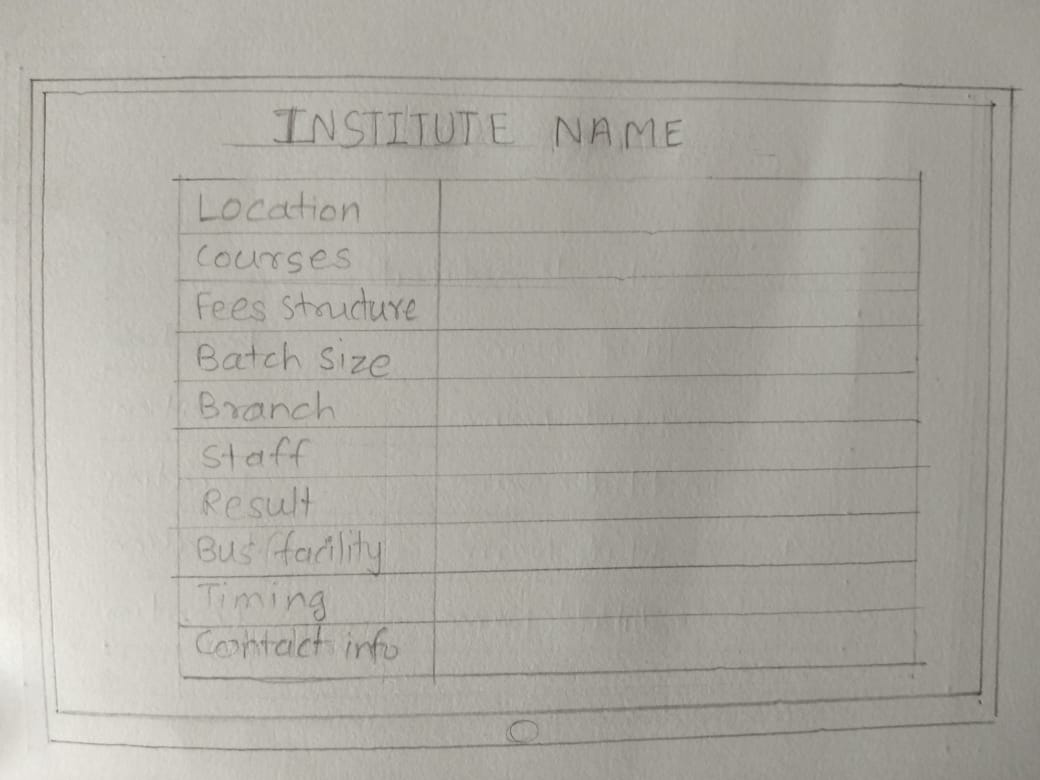 INSTITUTE NAME
Location
Courses
Fees structure
Batch size
Branch
Staff
Result
Bus facility
Timing
Contact info